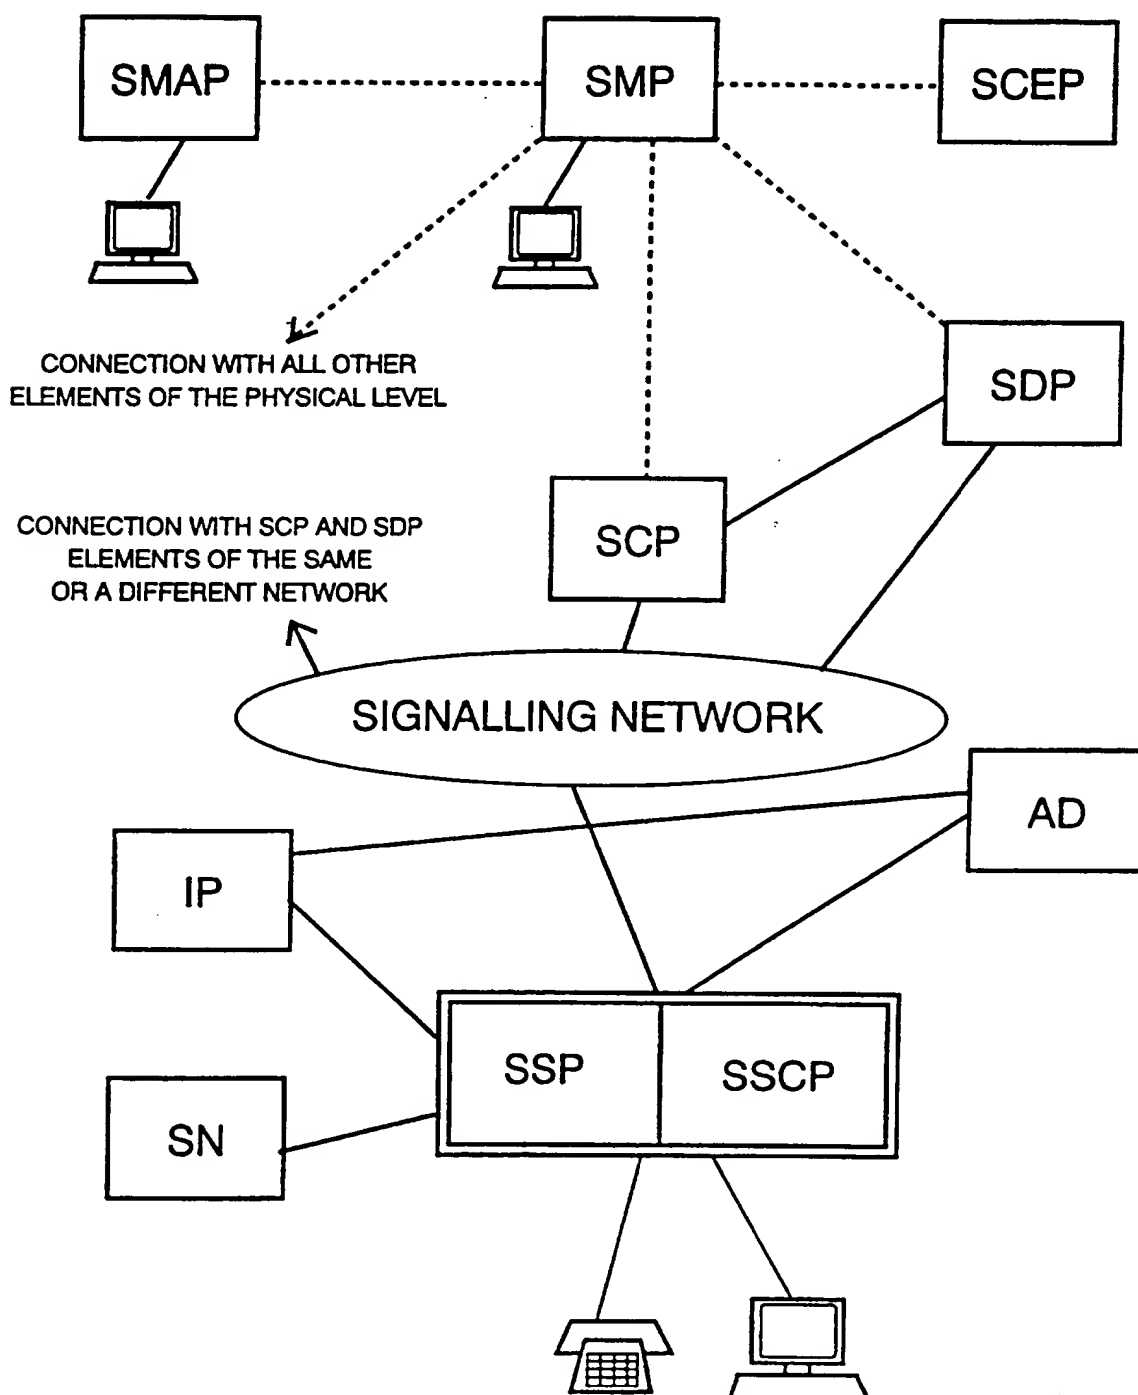 SMAP
SMP
SCEP
CONNECTION WITH ALL OTHER
ELEMENTS OF THE PHYSICAL LEVEL
SDP
CONNECTION WITH SCP AND SDP
ELEMENTS OF THE SAME
OR A DIFFERENT NETWORK
SCP
SIGNALLING NETWORK
AD
IP
SSP
SSCP
SN